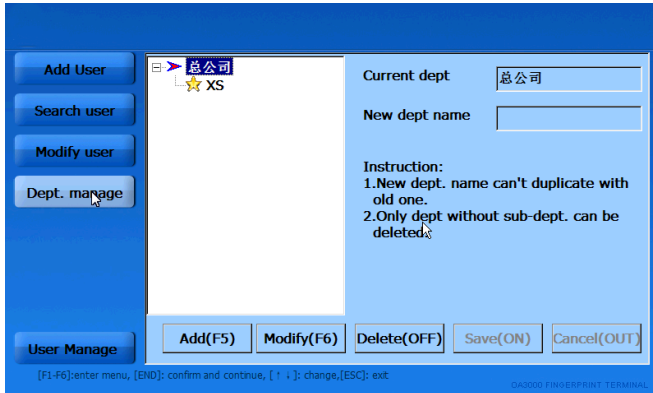 Add User
Search user
Modify user
Dept. manage
User Manage
总公司
XS
Current dept 总公司
New dept name
Instruction:
1.New dept. name can't duplicate with
old one.
2.Only dept without sub-dept. can be
deleted.
Add(F5) Modify(F6) Delete(OFF) Save(ON) Cancel(OUT)
[F1-F6]:enter menu, [END]: confirm and continue, [ ↑ ↓ ]: change,[ESC]: exit
OA3000 FINGERPRINT TERMINAL